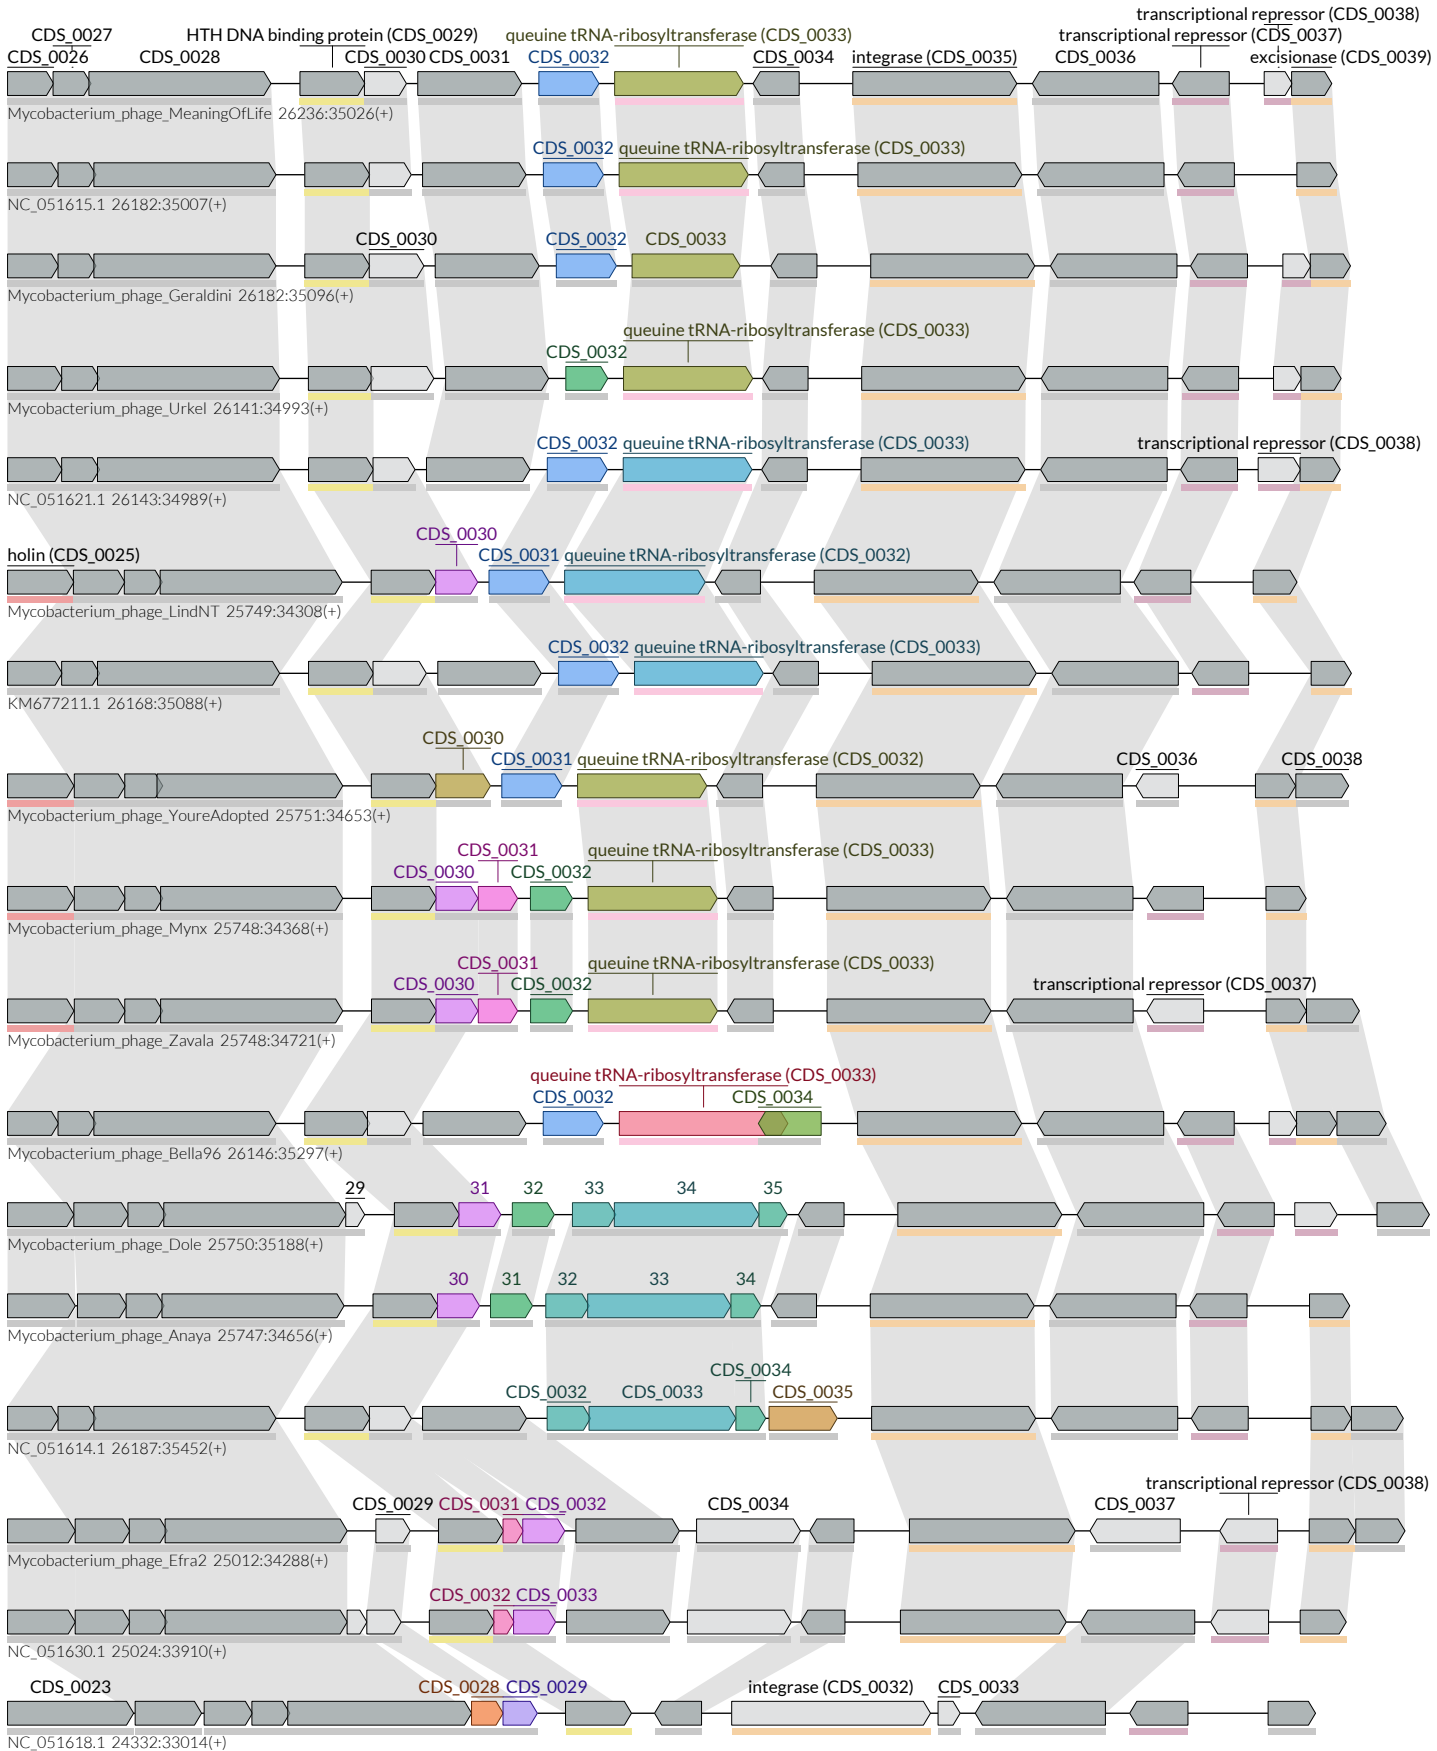 transcriptional repressor (CDS_0038)
CDS_0027 HTH DNA binding protein (CDS_0029) queuine tRNA-ribosyltransferase (CDS_0033) transcriptional repressor (CDS_0037)
CDS_0026 CDS_0028 CDS_0030 CDS_0031 CDS_0032 CDS_0034 integrase (CDS_0035) CDS_0036 excisionase (CDS_0039)
Mycobacterium_phage_MeaningOfLife 26236:35026(+)
CDS_0032 queuine tRNA-ribosyltransferase (CDS_0033)
NC_051615.1 26182:35007(+)
CDS_0030 CDS_0032 CDS_0033
Mycobacterium_phage_Geraldini 26182:35096(+)
queuine tRNA-ribosyltransferase (CDS_0033)
CDS_0032
Mycobacterium_phage_Urkel 26141:34993(+)
CDS_0032 queuine tRNA-ribosyltransferase (CDS_0033) transcriptional repressor (CDS_0038)
NC_051621.1 26143:34989(+)
CDS_0030
holin (CDS_0025) CDS_0031 queuine tRNA-ribosyltransferase (CDS_0032)
Mycobacterium_phage_LindNT 25749:34308(+)
CDS_0032 queuine tRNA-ribosyltransferase (CDS_0033)
KM677211.1 26168:35088(+)
CDS_0030
CDS_0031 queuine tRNA-ribosyltransferase (CDS_0032) CDS_0036 CDS_0038
Mycobacterium_phage_YoureAdopted 25751:34653(+)
CDS_0031 queuine tRNA-ribosyltransferase (CDS_0033)
CDS_0030 CDS_0032
Mycobacterium_phage_Mynx 25748:34368(+)
CDS_0031 queuine tRNA-ribosyltransferase (CDS_0033)
CDS_0030 CDS_0032 transcriptional repressor (CDS_0037)
Mycobacterium_phage_Zavala 25748:34721(+)
queuine tRNA-ribosyltransferase (CDS_0033)
CDS_0032 CDS_0034
Mycobacterium_phage_Bella96 26146:35297(+)
29 31 32 33 34 35
Mycobacterium_phage_Dole 25750:35188(+)
30 31 32 33 34
Mycobacterium_phage_Anaya 25747:34656(+)
CDS_0034
CDS_0032 CDS_0033 CDS_0035
NC_051614.1 26187:35452(+)
transcriptional repressor (CDS_0038)
CDS_0029 CDS_0031 CDS_0032 CDS_0034 CDS_0037
Mycobacterium_phage_Efra2 25012:34288(+)
CDS_0032 CDS_0033
NC_051630.1 25024:33910(+)
CDS_0023 CDS_0028 CDS_0029 integrase (CDS_0032) CDS_0033
NC_051618.1 24332:33014(+)